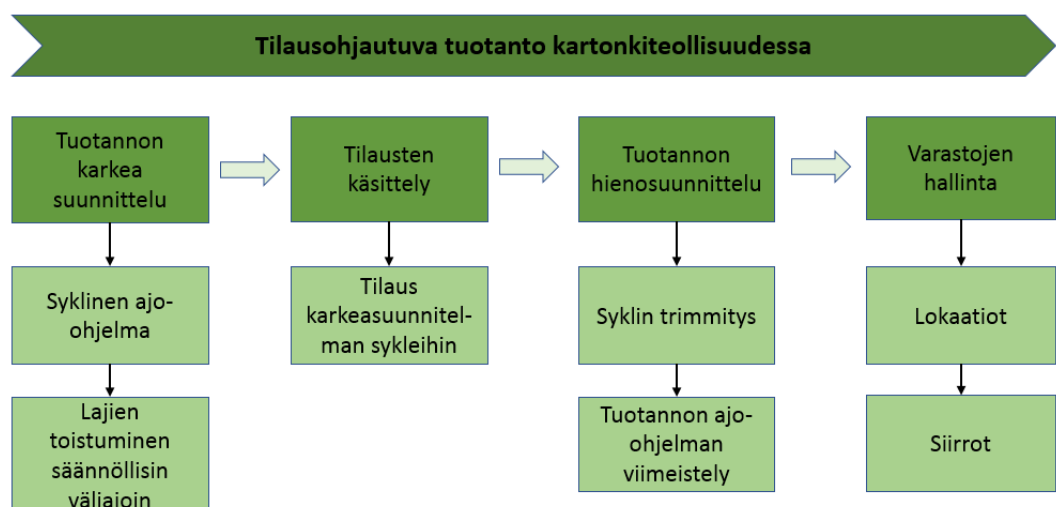 Tilausohjautuva tuotanto kartonkiteollisuudessa
Tuotannon
karkea
suunnittelu
Tilausten
käsittely
Tuotannon
hienosuunnittelu
Varastojen
hallinta
Syklinen ajo-
ohjelma
Tilaus
karkeasuunnitel-
man sykleihin
Syklin trimmitys
Lokaatiot
Lajien
toistuminen
säännöllisin
väliajoin
Tuotannon ajo-
ohjelman
viimeistely
Siirrot